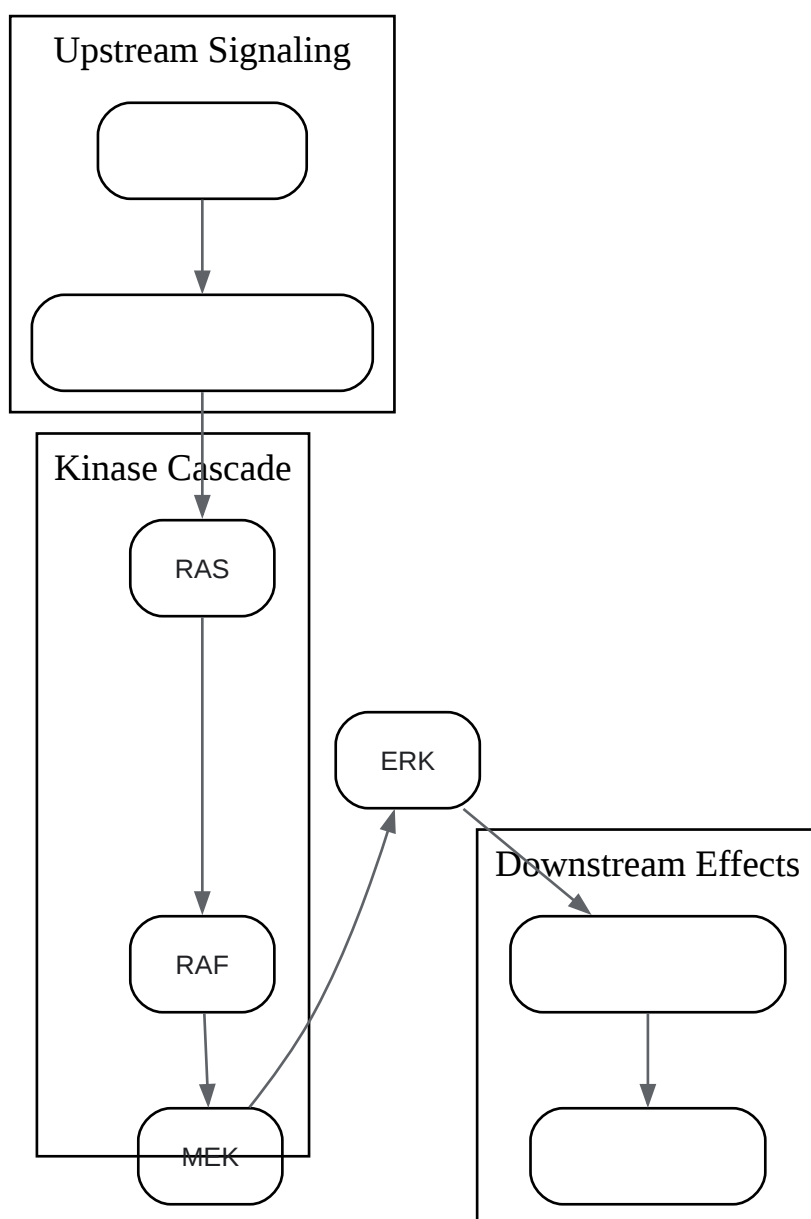 Upstream Signaling
Kinase Cascade
RAS
ERK
Downstream Effects
RAF
MEK